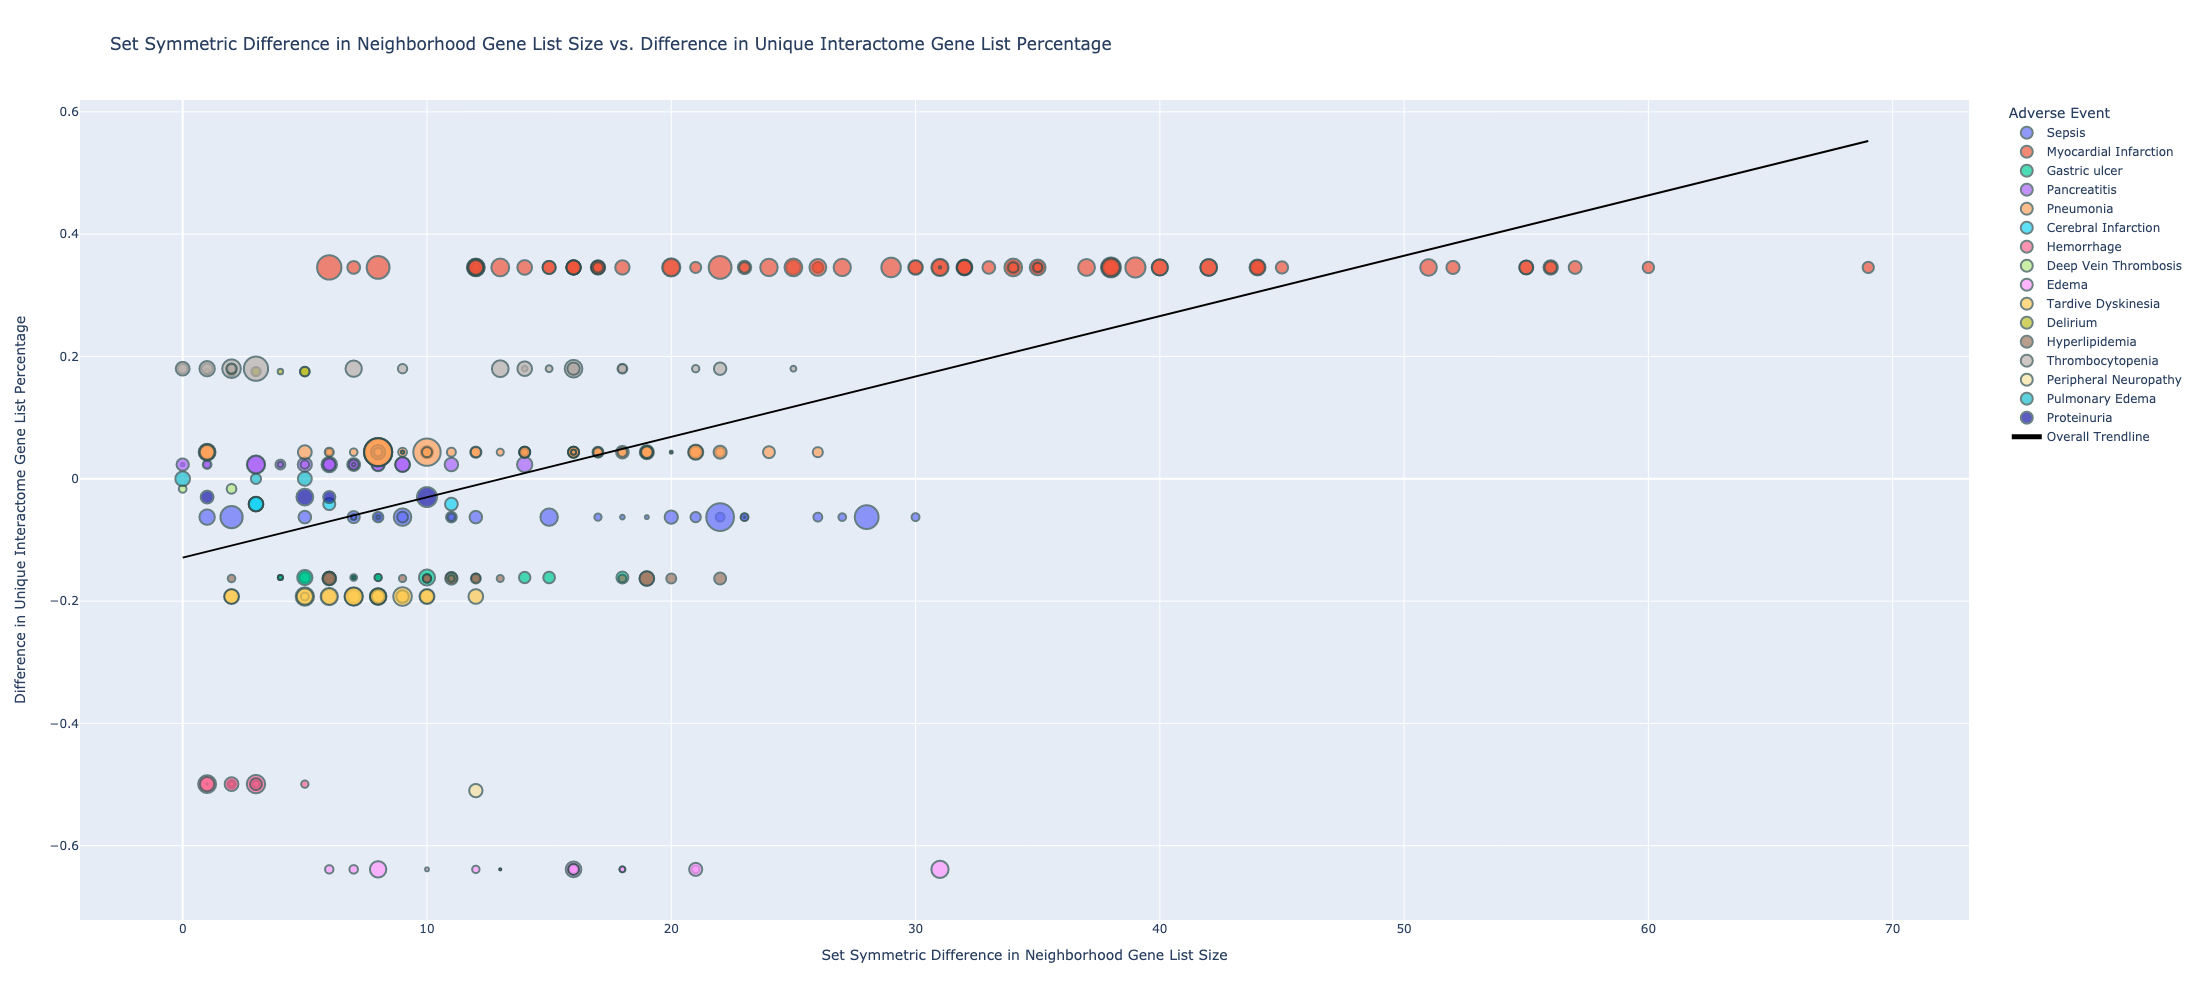 Set Symmetric Difference in Neighborhood Gene List Size vs. Difference in Unique Interactome Gene List Percentage
Difference in Unique Interactome Gene List Percentage
0.6
0.4
0.2
0
−0.2
−0.4
−0.6
0
10
20
30
40
50
60
70
Set Symmetric Difference in Neighborhood Gene List Size
Adverse Event
Sepsis
Myocardial Infarction
Gastric ulcer
Pancreatitis
Pneumonia
Cerebral Infarction
Hemorrhage
Deep Vein Thrombosis
Edema
Tardive Dyskinesia
Delirium
Hyperlipidemia
Thrombocytopenia
Peripheral Neuropathy
Pulmonary Edema
Proteinuria
Overall Trendline